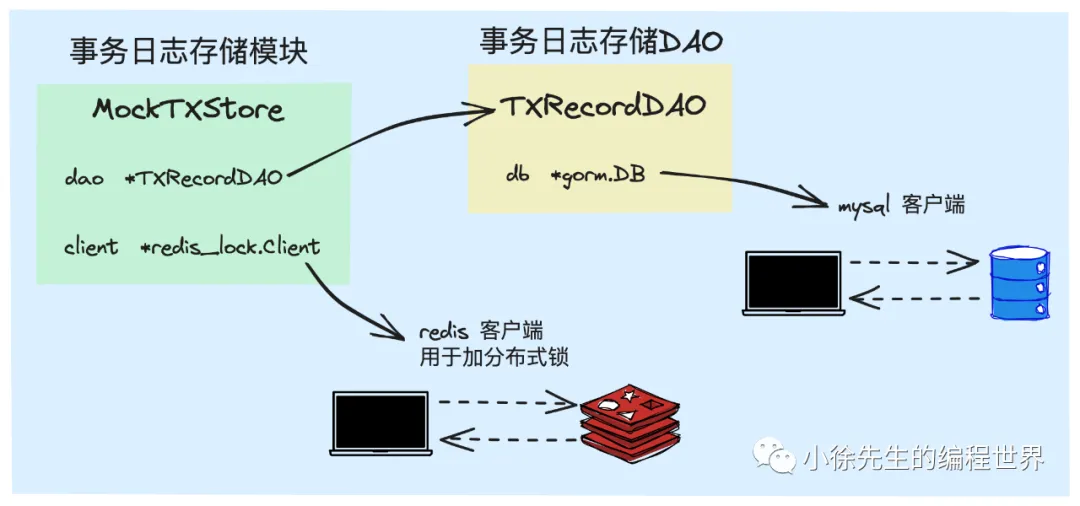 事务日志存储模块
MockTXStore
dao *TXRecordDAO
client *redis_lock.Client
事务日志存储DAO
TXRecordDAO
db *gorm.DB
mysql 客户端
redis 客户端
用于加分布式锁
小徐先生的编程世界